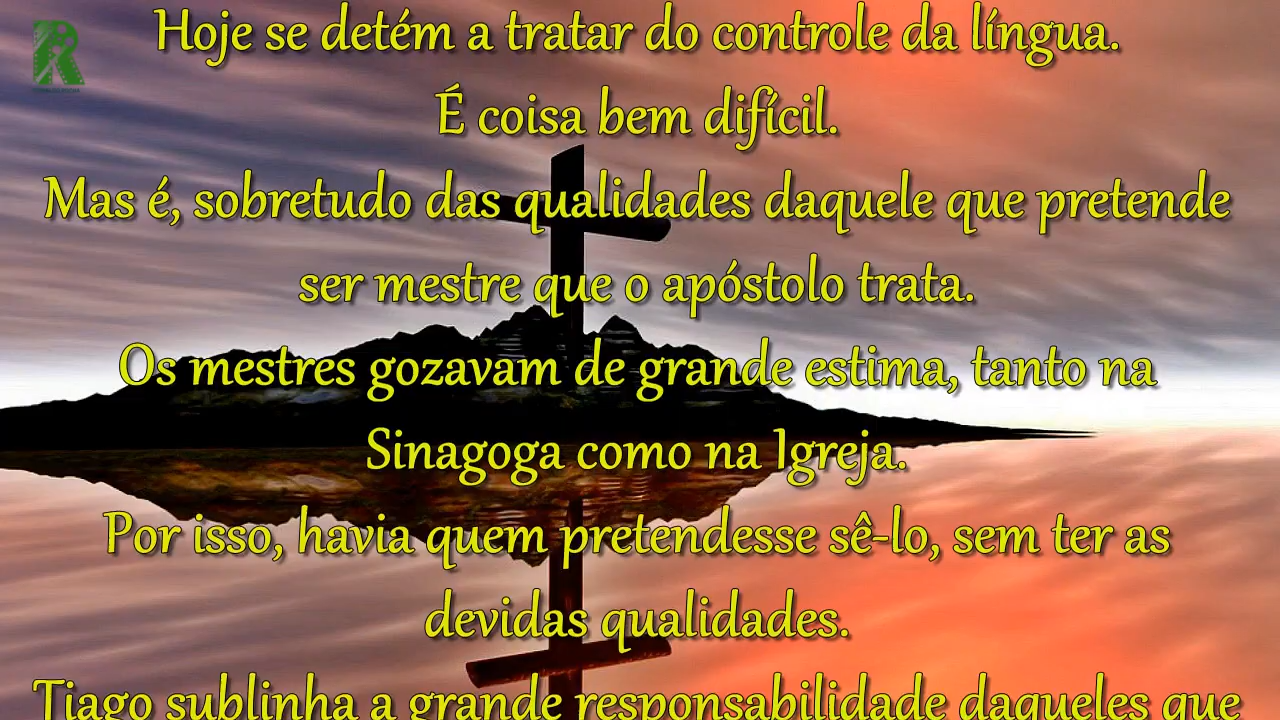 Hoje se detém a tratar do controle da língua.
É coisa bem difícil.
Mas é, sobretudo das qualidades daquele que pretende
ser mestre que o apóstolo trata.
Os mestres gozavam de grande estima, tanto na
Sinagoga como na Igreja.
Por isso, havia quem pretendesse sê-lo, sem ter as
devidas qualidades.
Tiago sublinha a grande responsabilidade daqueles que